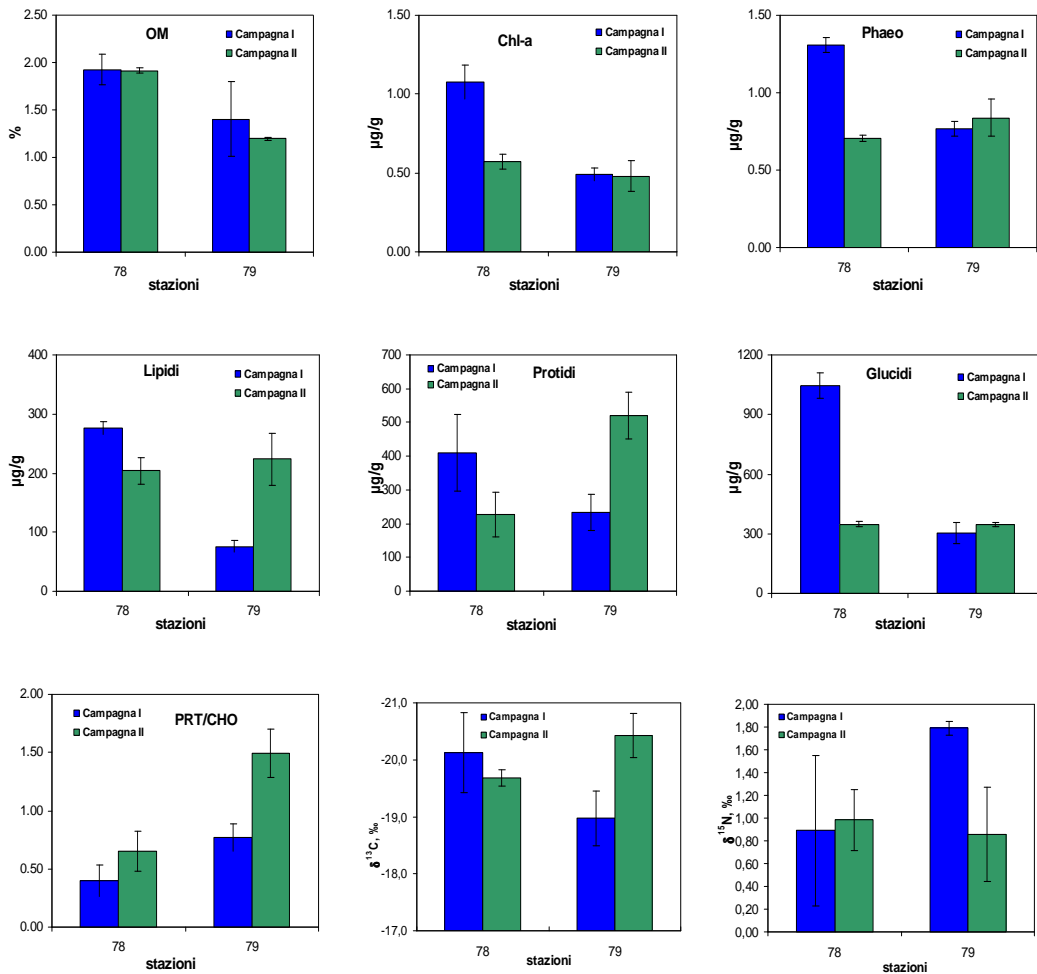 OM
Campagna I
Campagna II
%
2.50
2.00
1.50
1.00
0.50
0.00
78
79
stazioni
Chl-a
Campagna I
Campagna II
µg/g
1.50
1.00
0.50
0.00
78
79
stazioni
Phaeo
Campagna I
Campagna II
µg/g
1.50
1.00
0.50
0.00
78
79
stazioni
Lipidi
Campagna I
Campagna II
µg/g
400
300
200
100
0
78
79
stazioni
Protidi
Campagna I
Campagna II
µg/g
700
600
500
400
300
200
100
0
78
79
stazioni
Glucidi
Campagna I
Campagna II
µg/g
1200
900
600
300
0
78
79
stazioni
PRT/CHO
Campagna I
Campagna II
2.00
1.50
1.00
0.50
0.00
78
79
stazioni
Campagna I
Campagna II
δ ¹³C, ‰
-21,0
-20,0
-19,0
-18,0
-17,0
78
79
stazioni
Campagna I
Campagna II
δ ¹⁵N, ‰
2,00
1,80
1,60
1,40
1,20
1,00
0,80
0,60
0,40
0,20
0,00
78
79
stazioni